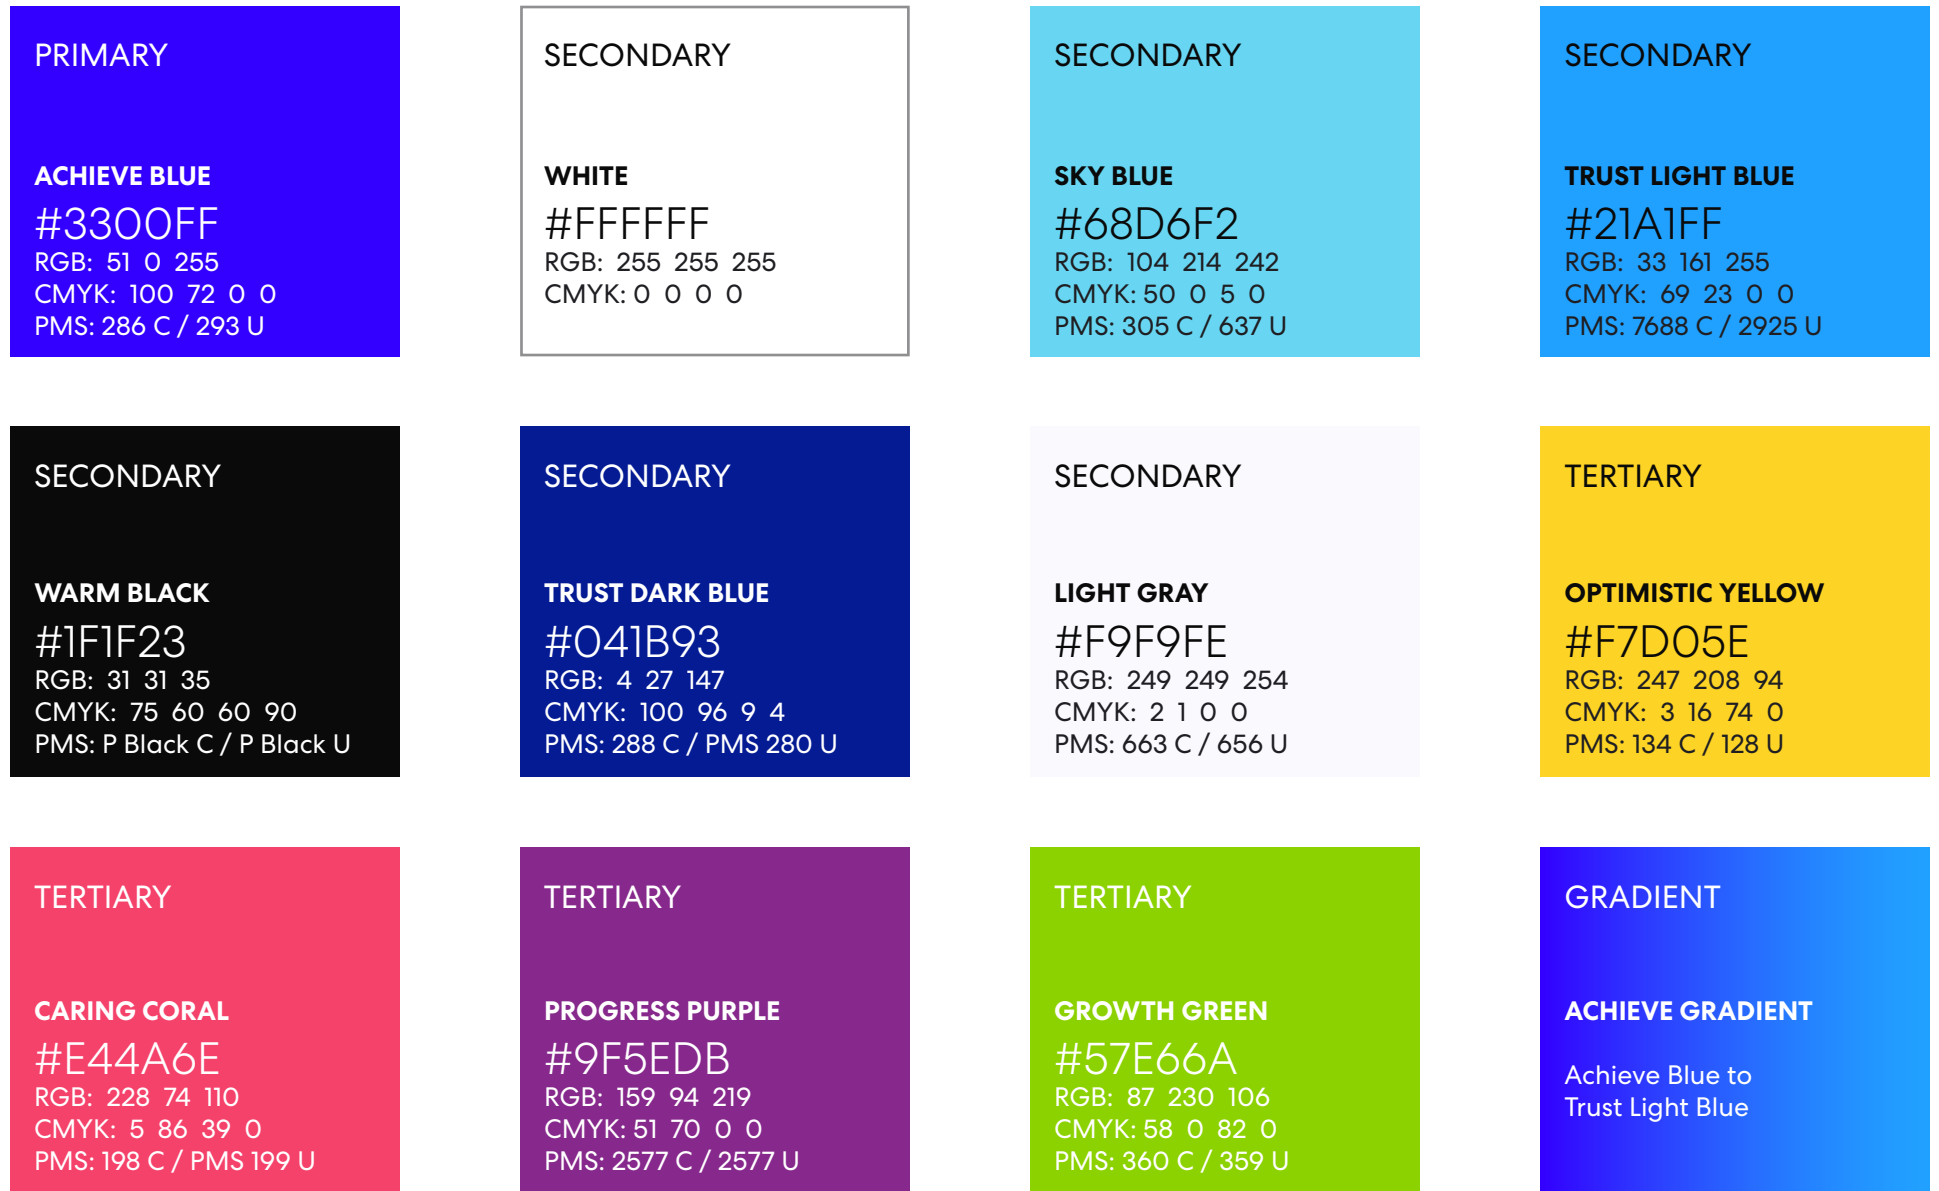 PRIMARY
ACHIEVE BLUE
#3300FF
RGB: 51 0 255
CMYK: 100 72 0 0
PMS: 286 C / 293 U
SECONDARY
WHITE
#FFFFFF
RGB: 255 255 255
CMYK: 0 0 0 0
SECONDARY
SKY BLUE
#68D6F2
RGB: 104 214 242
CMYK: 50 0 5 0
PMS: 305 C / 637 U
SECONDARY
TRUST LIGHT BLUE
#21A1FF
RGB: 33 161 255
CMYK: 69 23 0 0
PMS: 7688 C / 2925 U
SECONDARY
WARM BLACK
#1F1F23
RGB: 31 31 35
CMYK: 75 60 60 90
PMS: P Black C / P Black U
SECONDARY
TRUST DARK BLUE
#041B93
RGB: 4 27 147
CMYK: 100 96 9 4
PMS: 288 C / PMS 280 U
SECONDARY
LIGHT GRAY
#F9F9FE
RGB: 249 249 254
CMYK: 2 1 0 0
PMS: 663 C / 656 U
TERTIARY
OPTIMISTIC YELLOW
#F7D05E
RGB: 247 208 94
CMYK: 3 16 74 0
PMS: 134 C / 128 U
TERTIARY
CARING CORAL
#E44A6E
RGB: 228 74 110
CMYK: 5 86 39 0
PMS: 198 C / PMS 199 U
TERTIARY
PROGRESS PURPLE
#9F5EDB
RGB: 159 94 219
CMYK: 51 70 0 0
PMS: 2577 C / 2577 U
TERTIARY
GROWTH GREEN
#57E66A
RGB: 87 230 106
CMYK: 58 0 82 0
PMS: 360 C / 359 U
GRADIENT
ACHIEVE GRADIENT
Achieve Blue to
Trust Light Blue